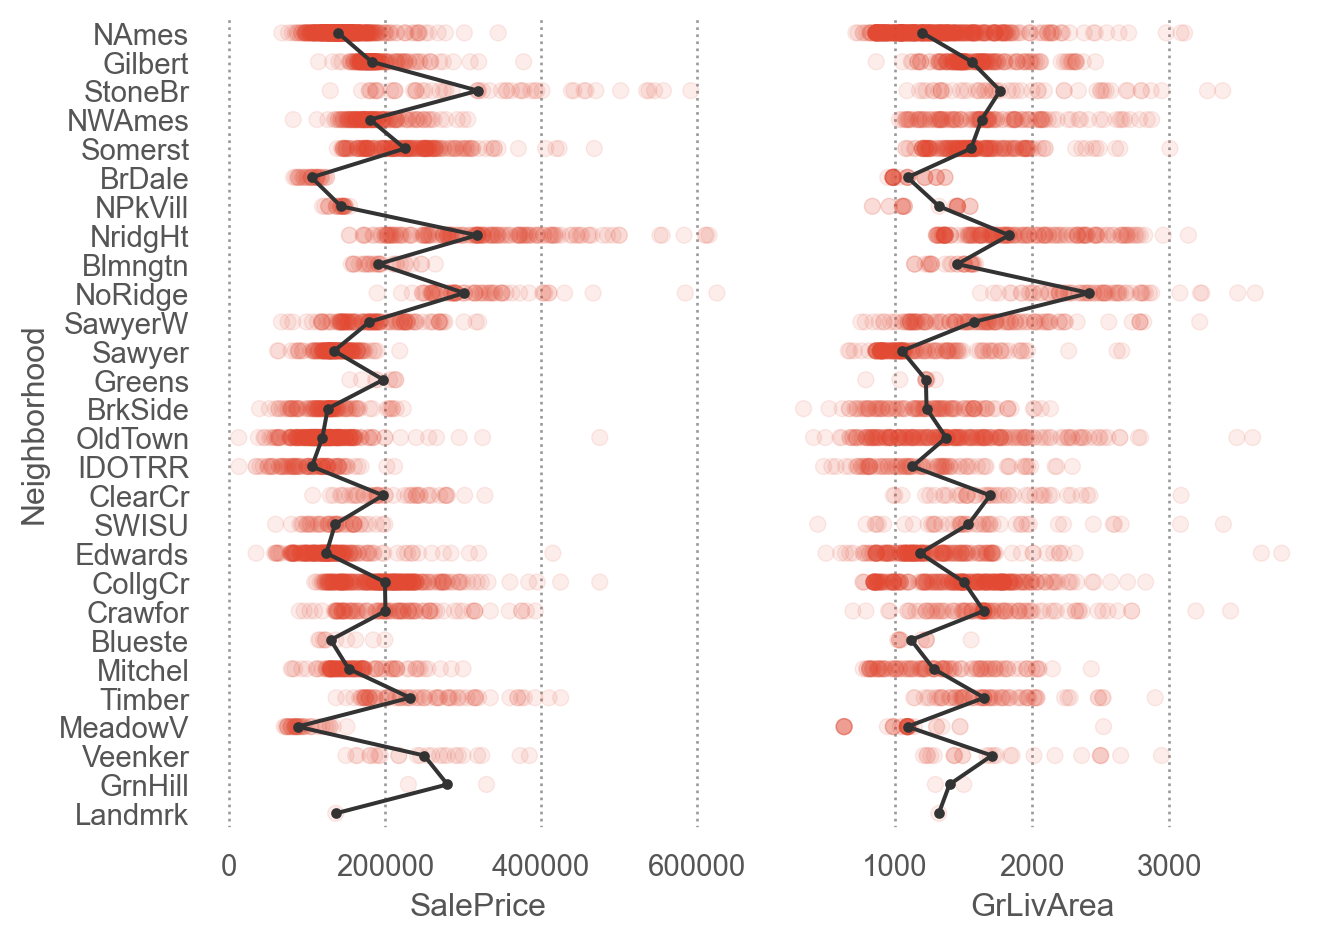 Neighborhood
NAmes
Gilbert
StoneBr
NWAmes
Somerst
BrDale
NPkVill
NridgHt
Blmngtn
NoRidge
SawyerW
Sawyer
Greens
BrkSide
OldTown
IDOTRR
ClearCr
SWISU
Edwards
CollgCr
Crawfor
Blueste
Mitchel
Timber
MeadowV
Veenker
GrnHill
Landmrk
0 200000 400000 600000
SalePrice
1000 2000 3000
GrLivArea